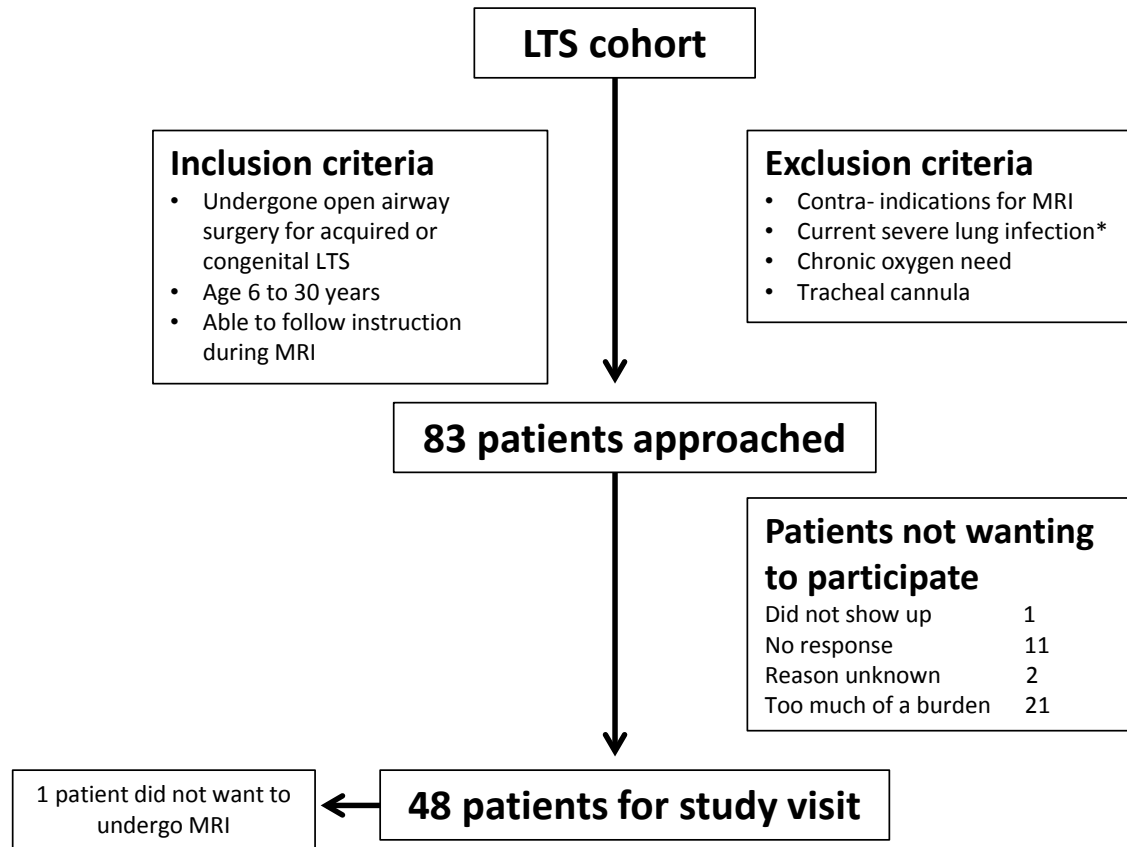 LTS cohort
Inclusion criteria
• Undergone open airway
surgery for acquired or
congenital LTS
• Age 6 to 30 years
• Able to follow instruction
during MRI
Exclusion criteria
• Contra- indications for MRI
• Current severe lung infection*
• Chronic oxygen need
• Tracheal cannula
83 patients approached
Patients not wanting
to participate
Did not show up 1
No response 11
Reason unknown 2
Too much of a burden 21
1 patient did not want to
undergo MRI
48 patients for study visit